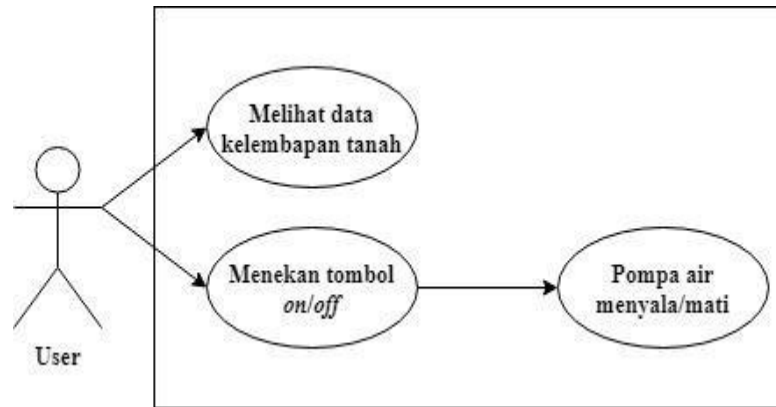 Melihat data
kelembapan tanah
Menekan tombol
on/off
Pompa air
menyala/mati
User